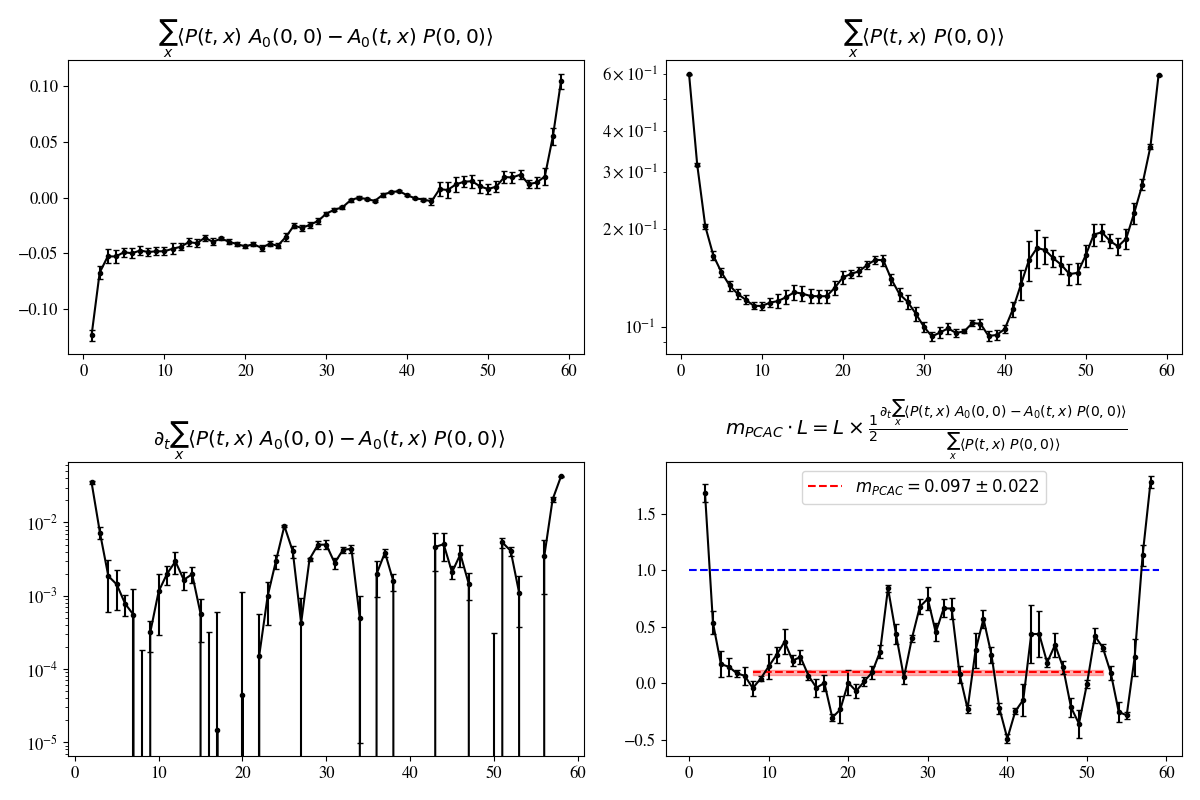 ∑ₓ⟨P(t, x) A₀(0, 0) − A₀(t, x) P(0, 0)⟩
0.10
0.05
0.00
−0.05
−0.10
0 10 20 30 40 50 60
∑ₓ⟨P(t, x) P(0, 0)⟩
6 × 10⁻¹
4 × 10⁻¹
3 × 10⁻¹
2 × 10⁻¹
10⁻¹
0 10 20 30 40 50 60
∂ₜ∑ₓ⟨P(t, x) A₀(0, 0) − A₀(t, x) P(0, 0)⟩
10⁻²
10⁻³
10⁻⁴
10⁻⁵
0 10 20 30 40 50 60
m_PCAC · L = L × \frac{1}{2} \frac{∂ₜ∑ₓ⟨P(t, x) A₀(0, 0) − A₀(t, x) P(0, 0)⟩}{∑ₓ⟨P(t, x) P(0, 0)⟩}
m_PCAC = 0.097 ± 0.022
1.5
1.0
0.5
0.0
−0.5
0 10 20 30 40 50 60